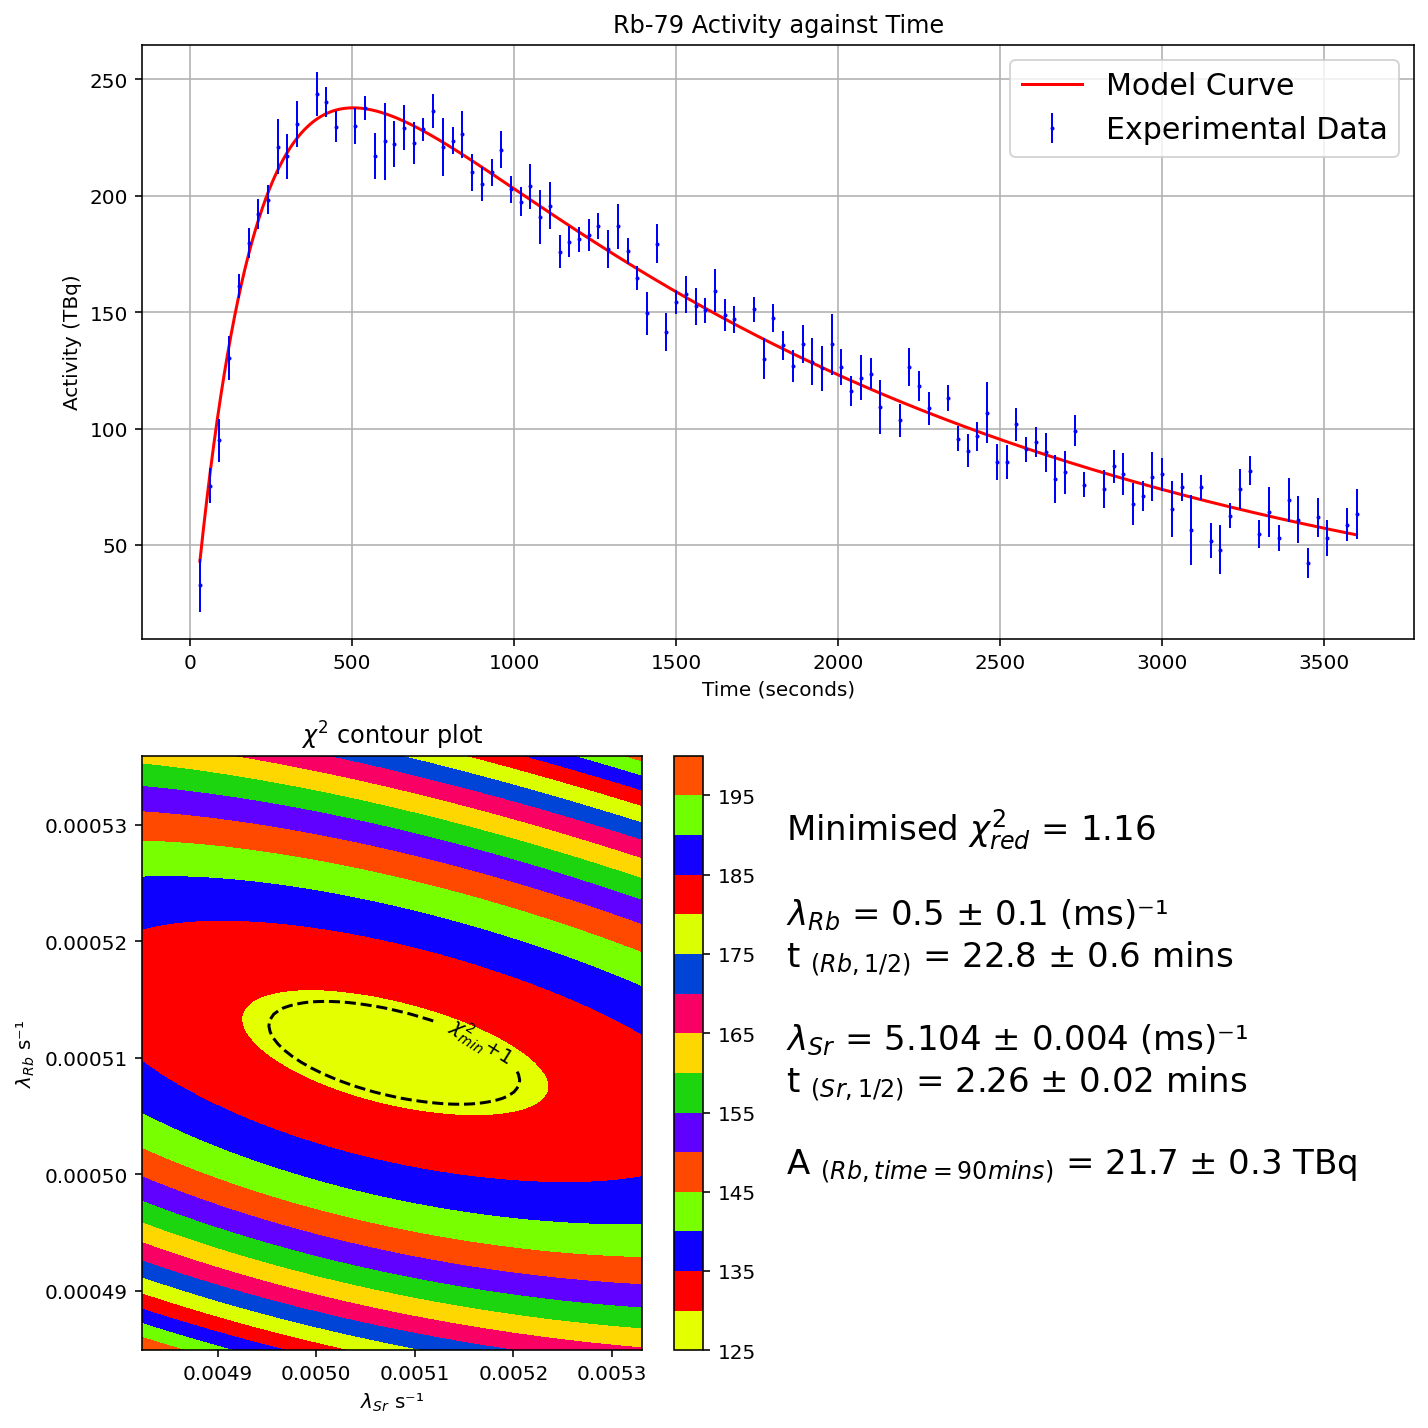 Rb-79 Activity against Time
Activity (TBq)
250
200
150
100
50
Model Curve
Experimental Data
0 500 1000 1500 2000 2500 3000 3500
Time (seconds)
χ² contour plot
λ_Rb s⁻¹
0.00053
0.00052
0.00051
0.00050
0.00049
χ²_min+1
0.0049 0.0050 0.0051 0.0052 0.0053
λ_Sr s⁻¹
195
185
175
165
155
145
135
125
Minimised χ²_red = 1.16
λ_Rb = 0.5 ± 0.1 (ms)⁻¹
t (Rb, 1/2) = 22.8 ± 0.6 mins
λ_Sr = 5.104 ± 0.004 (ms)⁻¹
t (Sr, 1/2) = 2.26 ± 0.02 mins
A (Rb, time = 90mins) = 21.7 ± 0.3 TBq